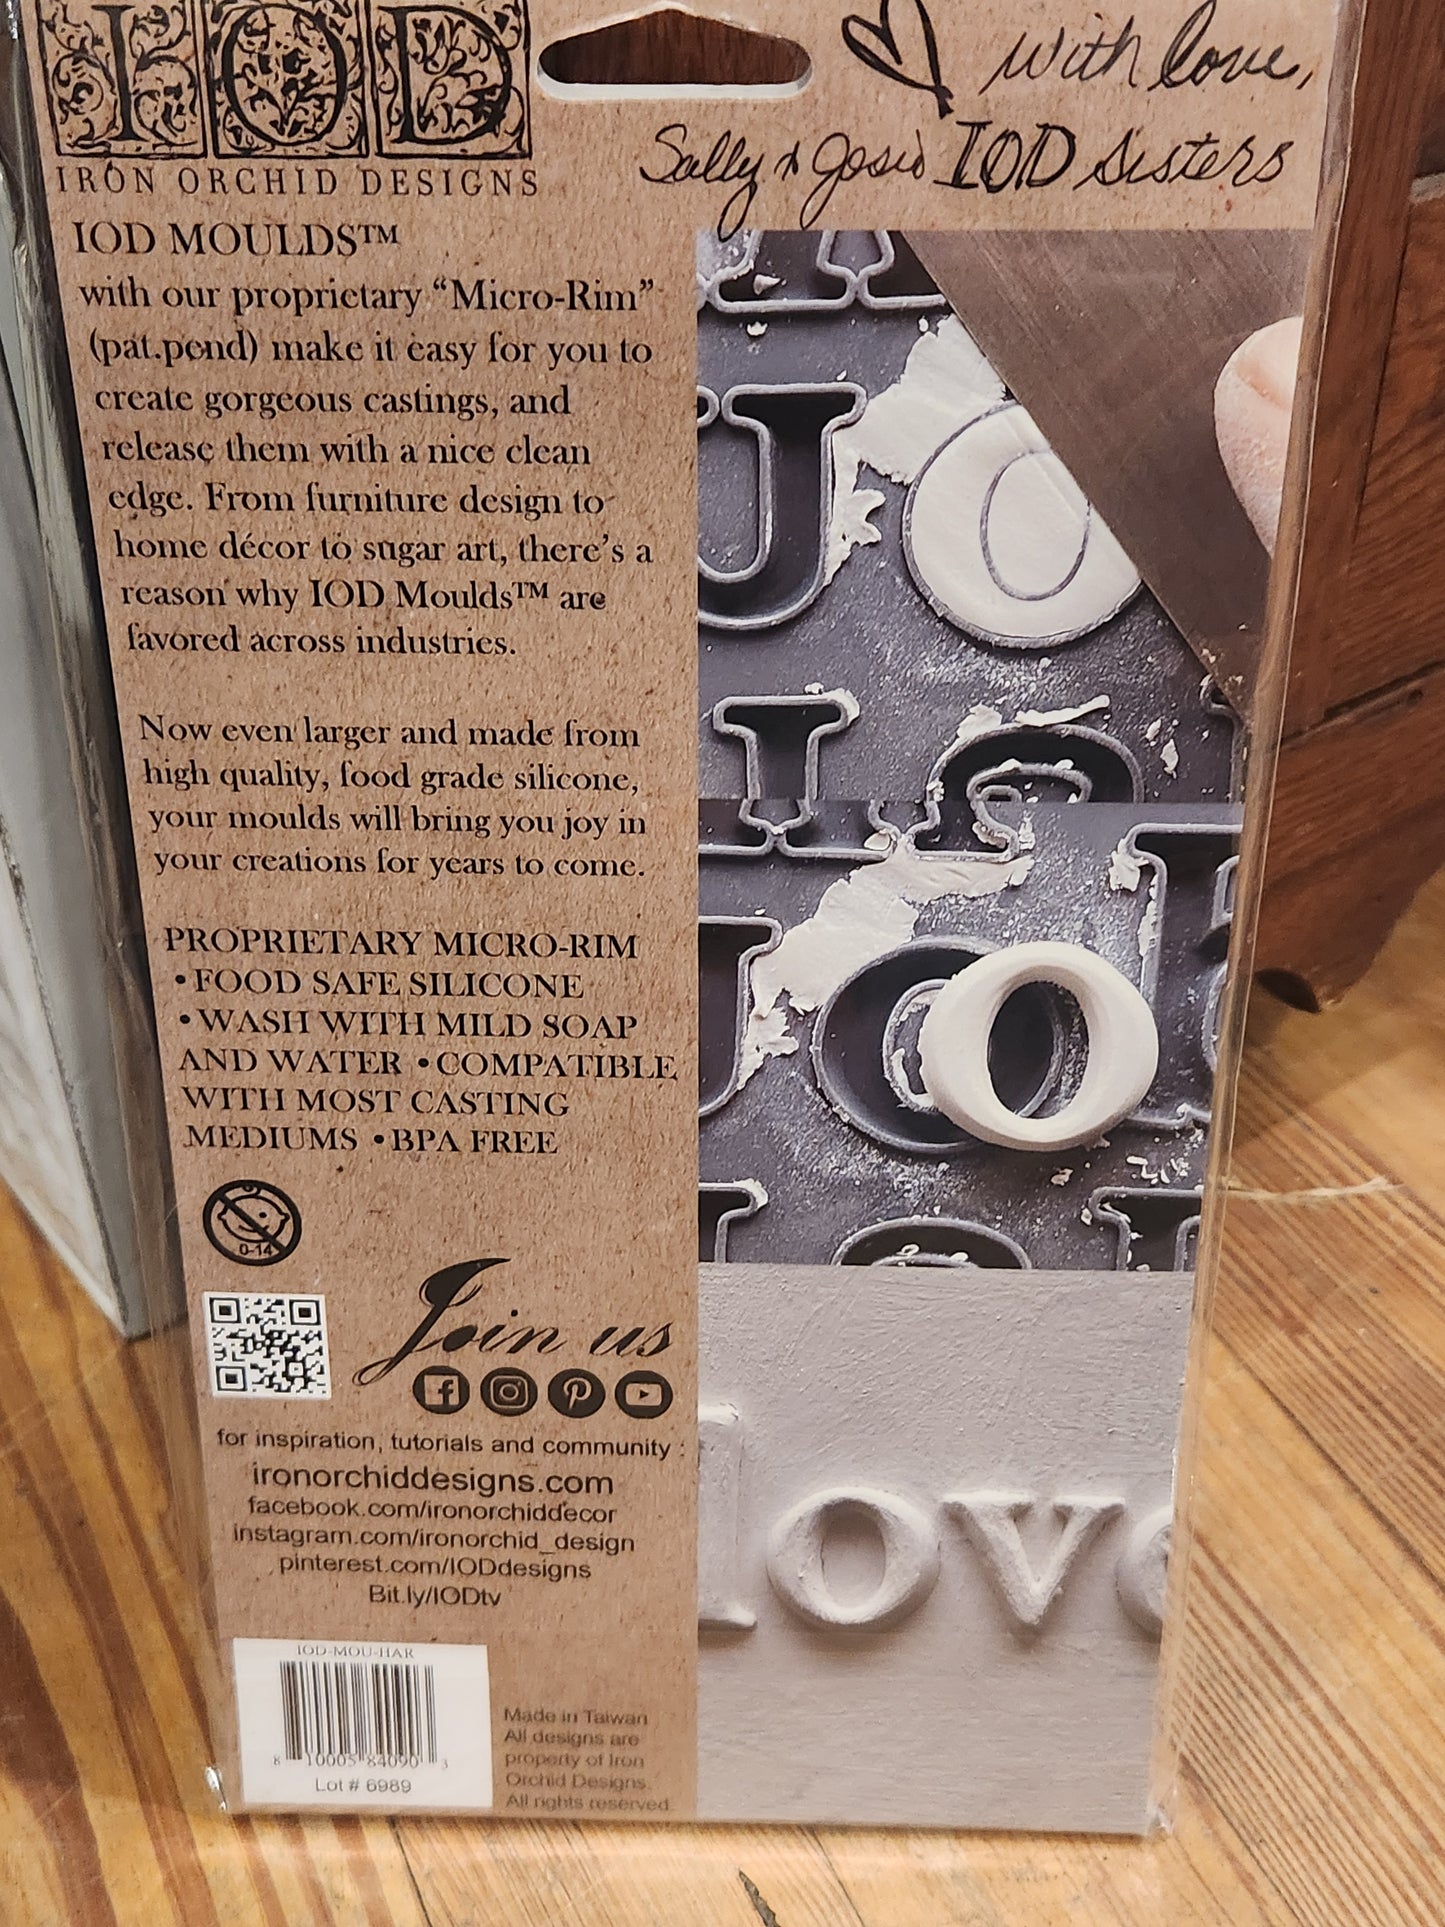 IOD
IRON ORCHID DESIGNS
with love,
Sally & Josie IOD Sisters
IOD MOULDS™
with our proprietary “Micro-Rim”
(pat.pend) make it easy for you to
create gorgeous castings, and
release them with a nice clean
edge. From furniture design to
home décor to sugar art, there’s a
reason why IOD Moulds™ are
favored across industries.
Now even larger and made from
high quality, food grade silicone,
your moulds will bring you joy in
your creations for years to come.
PROPRIETARY MICRO-RIM
•FOOD SAFE SILICONE
•WASH WITH MILD SOAP
AND WATER •COMPATIBLE
WITH MOST CASTING
MEDIUMS •BPA FREE
0-14
Join us
for inspiration, tutorials and community :
ironorchiddesigns.com
facebook.com/ironorchiddecor
instagram.com/ironorchid_design
pinterest.com/IODdesigns
Bit.ly/IODtv
IOD-MOU-HAR
8 10005 84090 3
Lot # 6989
Made in Taiwan
All designs are
property of Iron
Orchid Designs.
All rights reserved.
love